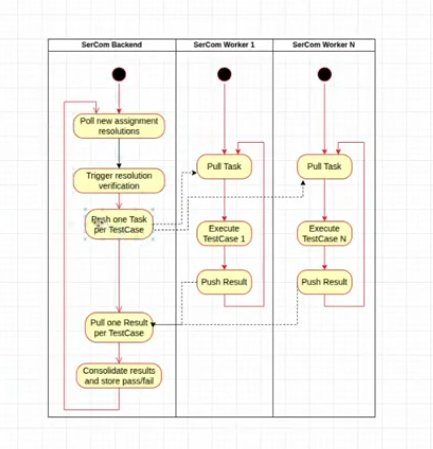 SerCom Backend
SerCom Worker 1
SerCom Worker N
Poll new assignment
resolutions
Trigger resolution
verification
Push one Task
per TestCase
Pull one Result
per TestCase
Consolidate results
and store pass/fail
Pull Task
Execute
TestCase 1
Push Result
Pull Task
Execute
TestCase N
Push Result